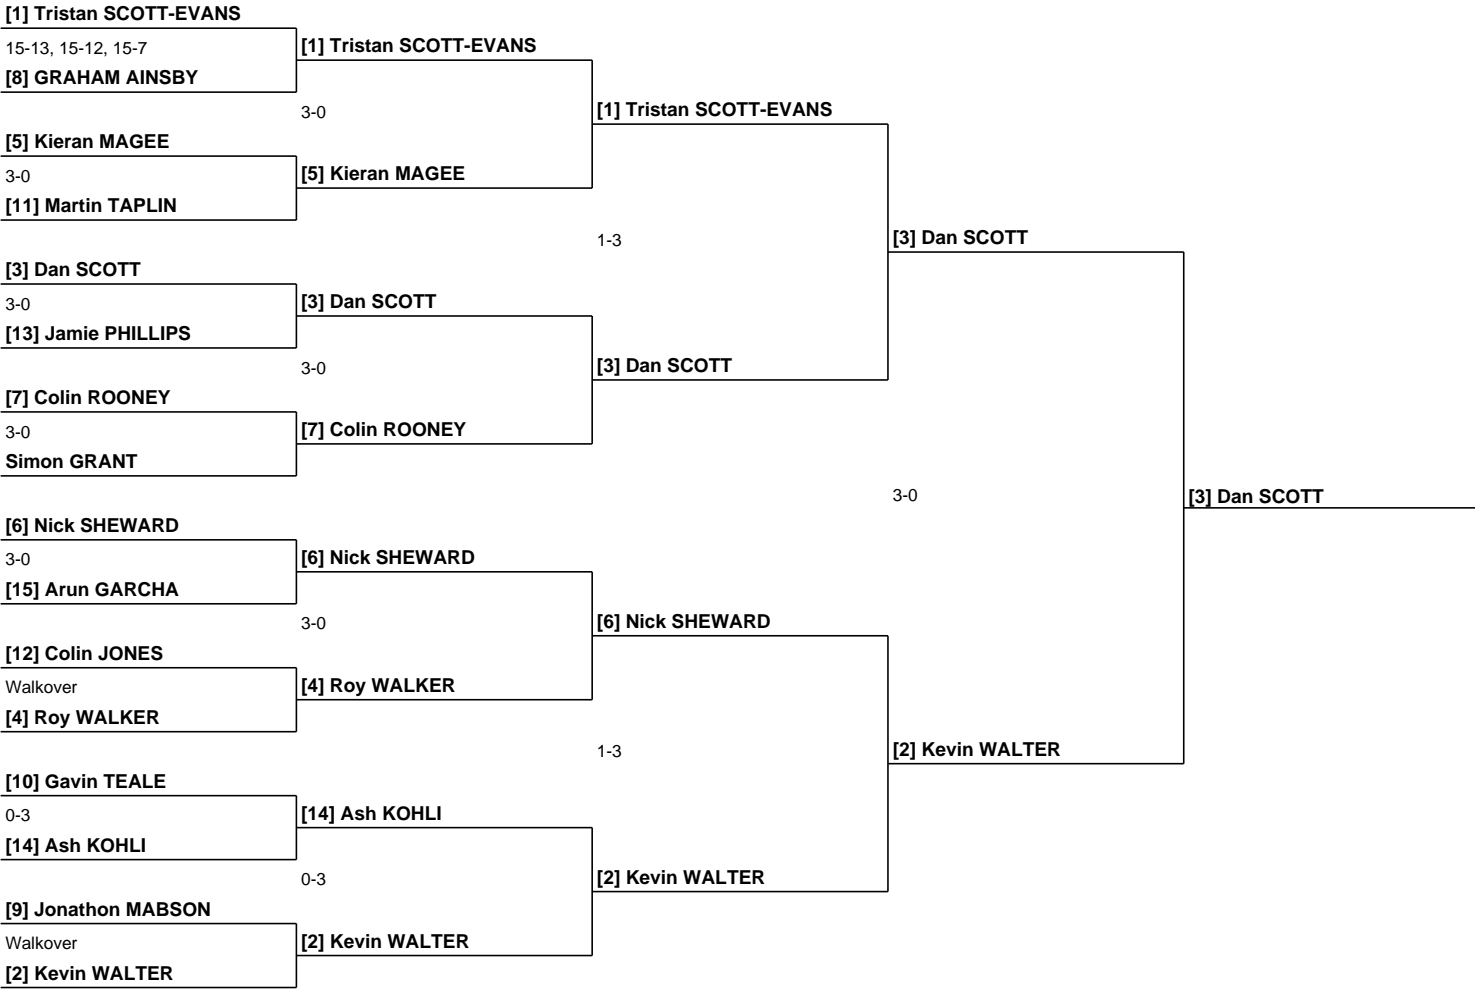 [1] Tristan SCOTT-EVANS
15-13, 15-12, 15-7
[8] GRAHAM AINSBY
[5] Kieran MAGEE
3-0
[11] Martin TAPLIN
[3] Dan SCOTT
3-0
[13] Jamie PHILLIPS
[7] Colin ROONEY
3-0
Simon GRANT
[6] Nick SHEWARD
3-0
[15] Arun GARCHA
[12] Colin JONES
Walkover
[4] Roy WALKER
[10] Gavin TEALE
0-3
[14] Ash KOHLI
[9] Jonathon MABSON
Walkover
[2] Kevin WALTER
[1] Tristan SCOTT-EVANS
3-0
[5] Kieran MAGEE
[3] Dan SCOTT
3-0
[7] Colin ROONEY
[6] Nick SHEWARD
3-0
[4] Roy WALKER
[14] Ash KOHLI
0-3
[2] Kevin WALTER
[1] Tristan SCOTT-EVANS
1-3
[3] Dan SCOTT
[6] Nick SHEWARD
1-3
[2] Kevin WALTER
[3] Dan SCOTT
3-0
[2] Kevin WALTER
[3] Dan SCOTT